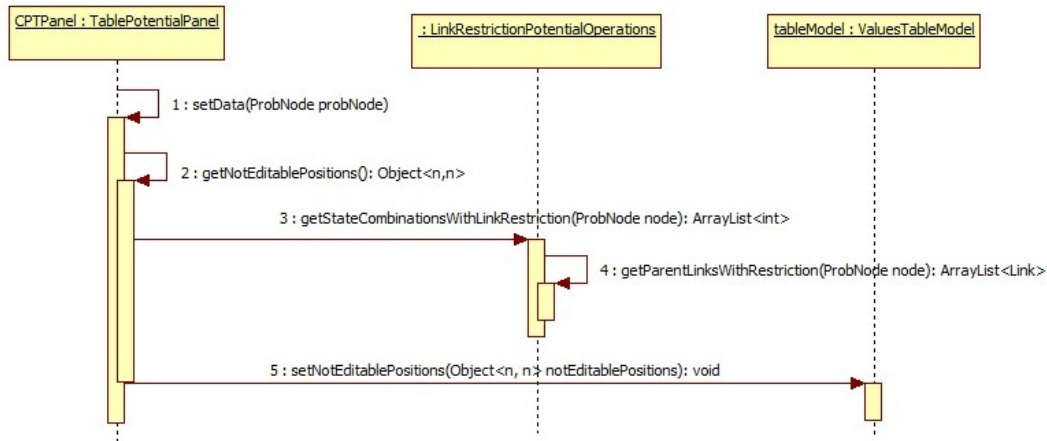 CPTPanel : TablePotentialPanel
: LinkRestrictionPotentialOperations
tableModel : ValuesTableModel
1 : setData(ProbNode probNode)
2 : getNotEditablePositions(): Object<n,n>
3 : getStateCombinationsWithLinkRestriction(ProbNode node): ArrayList<int>
4 : getParentLinksWithRestriction(ProbNode node): ArrayList<Link>
5 : setNotEditablePositions(Object<n, n> notEditablePositions): void